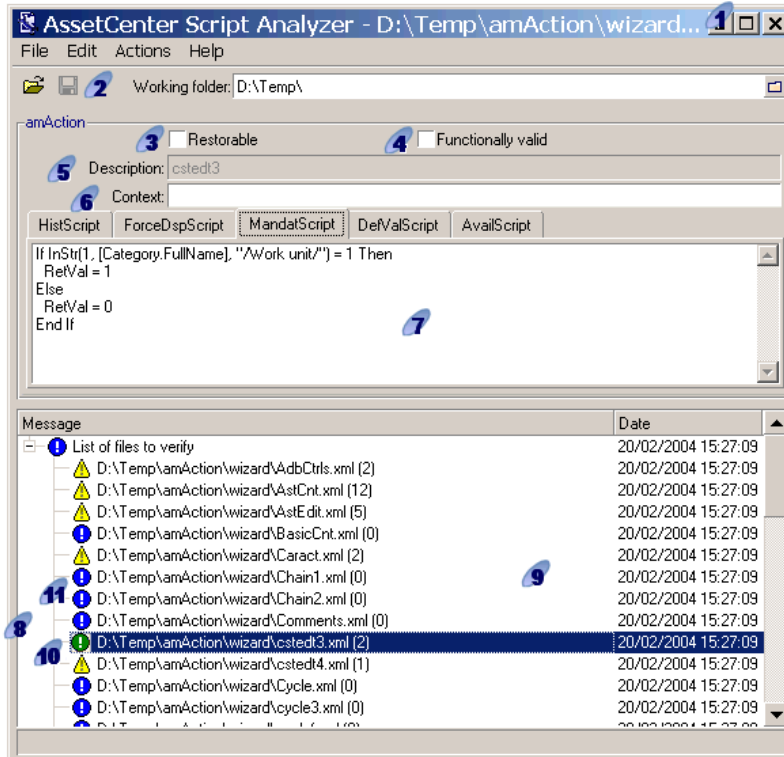 AssetCenter Script Analyzer - D:\Temp\amAction\wizard... 1
File Edit Actions Help
2 Working folder: D:\Temp\
amAction
3 Restorable 4 Functionally valid
5 Description: cstedt3
6 Context:
HistScript ForceDspScript MandatScript DefValScript AvailScript
If InStr(1, [Category.FullName], "/Work unit/") = 1 Then
RetVal = 1
Else
RetVal = 0
End If
7
Message Date
List of files to verify 20/02/2004 15:27:09
D:\Temp\amAction\wizard\AdbCtrls.xml (2) 20/02/2004 15:27:09
D:\Temp\amAction\wizard\AstCnt.xml (12) 20/02/2004 15:27:09
D:\Temp\amAction\wizard\AstEdit.xml (5) 20/02/2004 15:27:09
D:\Temp\amAction\wizard\BasicCnt.xml (0) 20/02/2004 15:27:09
D:\Temp\amAction\wizard\Caract.xml (2) 20/02/2004 15:27:09
D:\Temp\amAction\wizard\Chain1.xml (0) 9 20/02/2004 15:27:09
11 D:\Temp\amAction\wizard\Chain2.xml (0) 20/02/2004 15:27:09
8 D:\Temp\amAction\wizard\Comments.xml (0) 20/02/2004 15:27:09
10 D:\Temp\amAction\wizard\cstedt3.xml (2) 20/02/2004 15:27:09
D:\Temp\amAction\wizard\cstedt4.xml (1) 20/02/2004 15:27:09
D:\Temp\amAction\wizard\Cycle.xml (0) 20/02/2004 15:27:09
D:\Temp\amAction\wizard\cycle3.xml (0) 20/02/2004 15:27:09